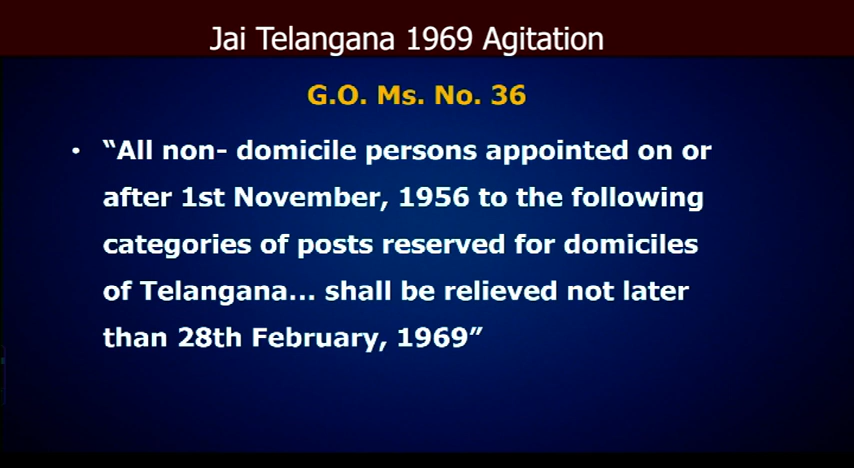 Jai Telangana 1969 Agitation
G.O. Ms. No. 36
• “All non- domicile persons appointed on or
after 1st November, 1956 to the following
categories of posts reserved for domiciles
of Telangana... shall be relieved not later
than 28th February, 1969”